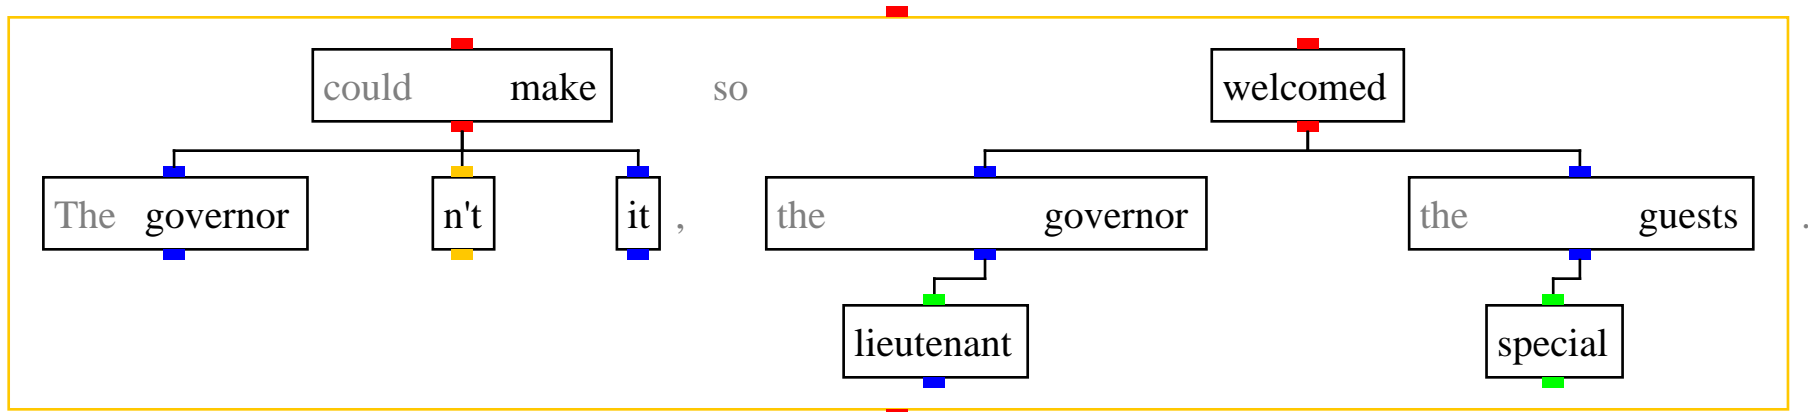 could make so welcomed
The governor n't it , the governor the guests .
lieutenant special